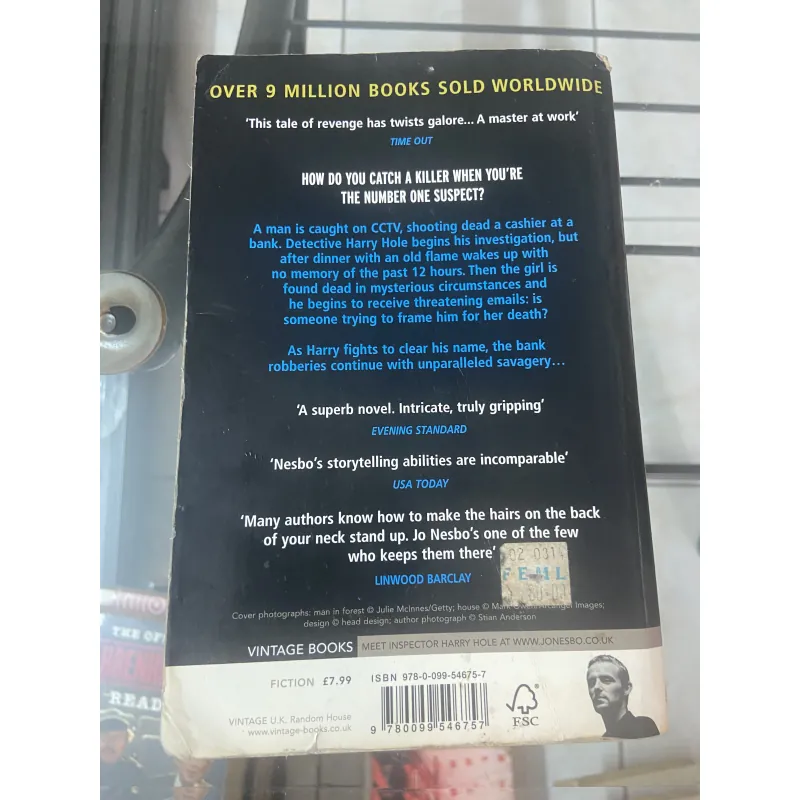 OVER 9 MILLION BOOKS SOLD WORLDWIDE
'This tale of revenge has twists galore... A master at work'
TIME OUT
HOW DO YOU CATCH A KILLER WHEN YOU'RE
THE NUMBER ONE SUSPECT?
A man is caught on CCTV, shooting dead a cashier at a
bank. Detective Harry Hole begins his investigation, but
after dinner with an old flame wakes up with
no memory of the past 12 hours. Then the girl is
found dead in mysterious circumstances and
he begins to receive threatening emails: is
someone trying to frame him for her death?
As Harry fights to clear his name, the bank
robberies continue with unparalleled savagery...
'A superb novel. Intricate, truly gripping'
EVENING STANDARD
'Nesbo's storytelling abilities are incomparable'
USA TODAY
'Many authors know how to make the hairs on the back
of your neck stand up. Jo Nesbo's one of the few
who keeps them there'
LINWOOD BARCLAY
02 0314
FEML
Cover photographs: man in forest © Julie McInnes/Getty; house © Images;
design © head design; author photograph © Stian Anderson
VINTAGE BOOKS
MEET INSPECTOR HARRY HOLE AT WWW.JONESBO.CO.UK
FICTION £7.99
ISBN 978-0-099-54675-7
VINTAGE U.K. Random House
www.vintage-books.co.uk
9 780099 546757
FSC
THE
READ